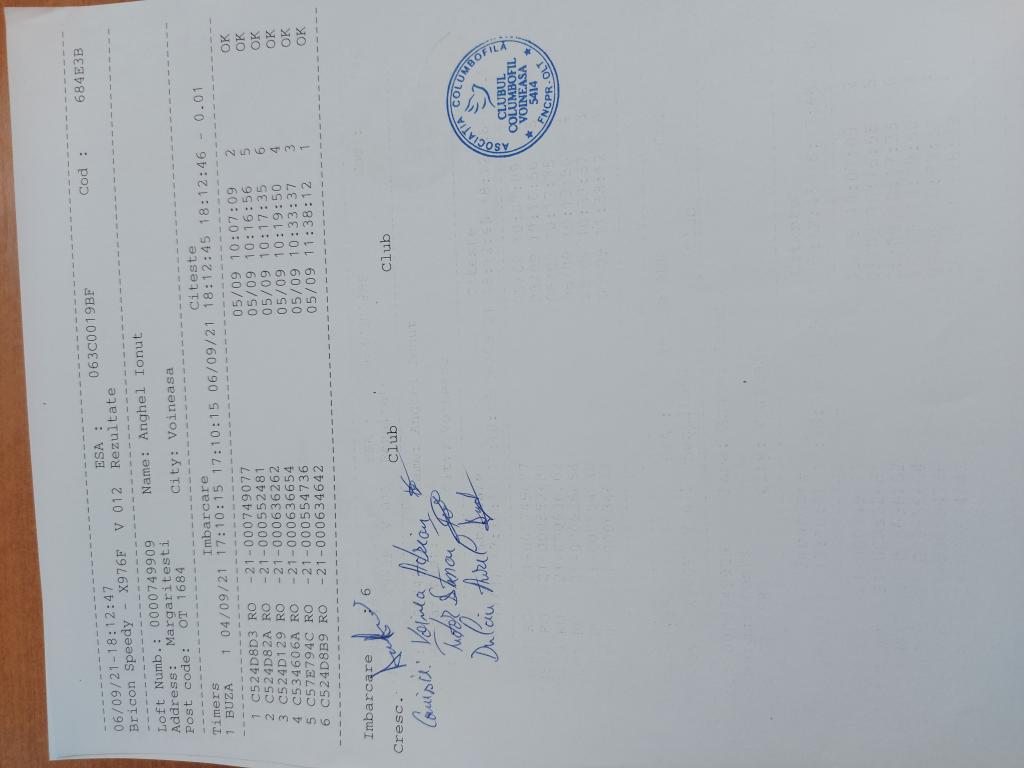 06/09/21-18:12:47 ESA : 063C0019BF Cod : 684E3B
Bricon Speedy - X976F V 012 Rezultate
Loft Numb.: 0000749909 Name: Anghel Ionut
Address: Margaritesti City: Voineasa
Post code: OT 1684
Imbarcare Citeste
Timers 1 04/09/21 17:10:15 17:10:15 06/09/21 18:12:45 18:12:46 - 0.01
1 BUZA OK
1 C524D8D3 RO -21-000749077 05/09 10:07:09 2 OK
2 C524D82A RO -21-000552481 05/09 10:16:56 5 OK
3 C524D129 RO -21-000636262 05/09 10:17:35 6 OK
4 C534606A RO -21-000636654 05/09 10:19:50 4 OK
5 C57E794C RO -21-000554736 05/09 10:33:37 3 OK
6 C524D8B9 RO -21-000634642 05/09 11:38:12 1
Imbarcare : 6
Cresc. Club Club
Adrian
ASOCIATIA COLUMBOFILA
CLUBUL
COLUMBOFIL
VOINEASA
5414
FNCPR-OLT